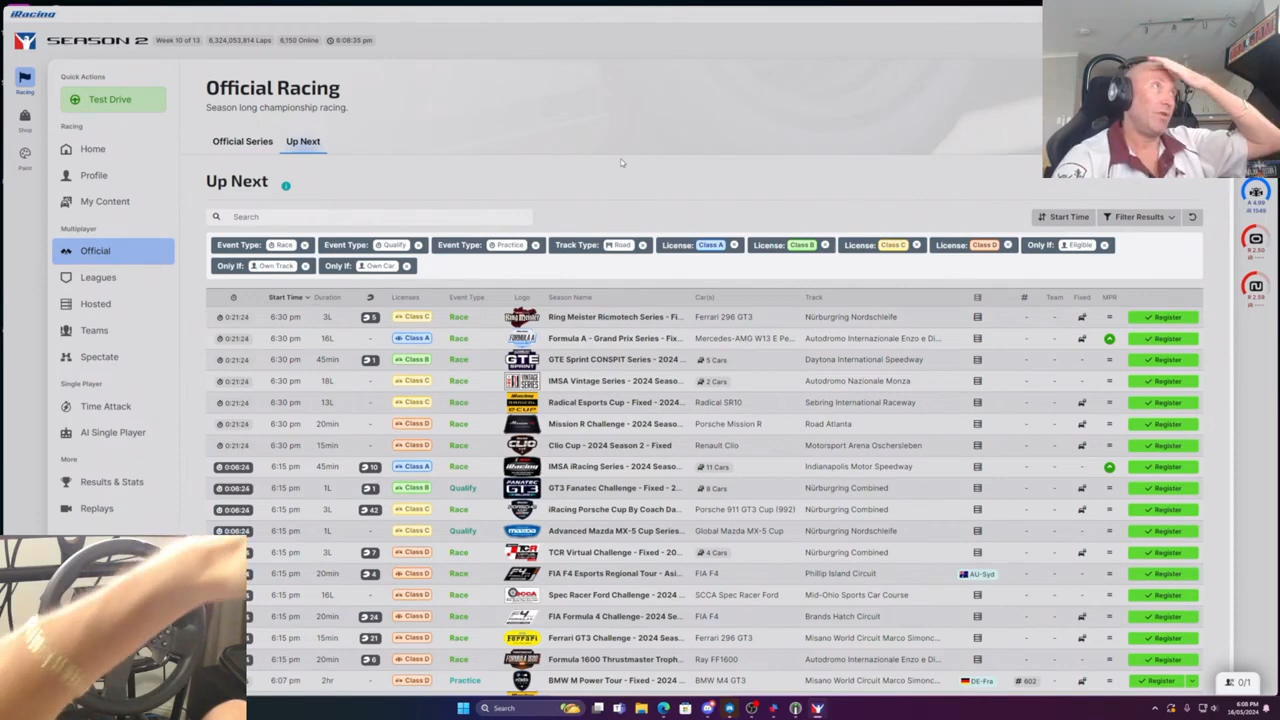 iRacing
SEASON 2 Week 10 of 13 6,324,053,814 Laps 6,150 Online 6:08:35 pm
Racing
Shop
Paint
Quick Actions
Test Drive
Racing
Home
Profile
My Content
Multiplayer
Official
Leagues
Hosted
Teams
Spectate
Single Player
Time Attack
AI Single Player
More
Results & Stats
Replays
Official Racing
Season long championship racing.
Official Series Up Next
Up Next
Search Start Time Filter Results
Event Type: Race Event Type: Qualify Event Type: Practice Track Type: Road License: Class A License: Class B License: Class C License: Class D Only If: Eligible
Only If: Own Track Only If: Own Car
Start Time Duration Licenses Event Type Logo Season Name Car(s) Track # Team Fixed MPR
0:21:24 6:30 pm 3L 5 Class C Race Ring Meister Ricmotech Series - Fi... Ferrari 296 GT3 Nürburgring Nordschleife - - = Register
0:21:24 6:30 pm 16L - Class A Race Formula A - Grand Prix Series - Fix... Mercedes-AMG W13 E Pe... Autodromo Internazionale Enzo e Di... - - Register
0:21:24 6:30 pm 45min 1 Class B Race GTE Sprint CONSPIT Series - 2024 ... 5 Cars Daytona International Speedway - - = Register
0:21:24 6:30 pm 18L - Class C Race IMSA Vintage Series - 2024 Seaso... 2 Cars Autodromo Nazionale Monza - - = Register
0:21:24 6:30 pm 13L - Class C Race Radical Esports Cup - Fixed - 2024... Radical SR10 Sebring International Raceway - - = Register
0:21:24 6:30 pm 20min - Class D Race Mission R Challenge - Fixed - 202... Porsche Mission R Road Atlanta - - = Register
0:21:24 6:30 pm 15min - Class D Race Clio Cup - 2024 Season 2 - Fixed Renault Clio Motorsport Arena Oschersleben - - = Register
0:06:24 6:15 pm 45min 10 Class A Race IMSA iRacing Series - 2024 Season... 11 Cars Indianapolis Motor Speedway - - Register
0:06:24 6:15 pm 1L 1 Class B Qualify GT3 Fanatec Challenge - Fixed - 2... 8 Cars Nürburgring Combined - - = Register
0:06:24 6:15 pm 3L 42 Class C Race iRacing Porsche Cup By Coach Da... Porsche 911 GT3 Cup (992) Nürburgring Combined - - = Register
0:06:24 6:15 pm 1L - Class C Qualify Advanced Mazda MX-5 Cup Series... Global Mazda MX-5 Cup Nürburgring Nordschleife - - = Register
6:15 pm 3L 7 Class D Race TCR Virtual Challenge - Fixed - 20... 4 Cars Nürburgring Combined - - = Register
6:15 pm 20min 4 Class D Race FIA F4 Esports Regional Tour - Asi... FIA F4 Phillip Island Circuit AU-Syd - - = Register
6:15 pm 16L - Class D Race Spec Racer Ford Challenge - 2024... SCCA Spec Racer Ford Mid-Ohio Sports Car Course - - = Register
6:15 pm 20min 24 Class D Race FIA Formula 4 Challenge - 2024 Se... FIA F4 Brands Hatch Circuit - - = Register
6:15 pm 15min 21 Class D Race Ferrari GT3 Challenge - 2024 Seas... Ferrari 296 GT3 Misano World Circuit Marco Simonc... - - = Register
6:15 pm 20min 6 Class D Race Formula 1600 Thrustmaster Troph... Ray FF1600 Autodromo Internazionale Enzo e Di... - - = Register
6:07 pm 2hr - Class D Practice BMW M Power Tour - Fixed - 2024... BMW M4 GT3 Misano World Circuit Marco Simonc... DE-Fra # 602 - = Register
A 4.99
iR 1549
R 2.50
iR ----
R 2.59
iR ----
0/1
Search
6:08 PM
16/05/2024